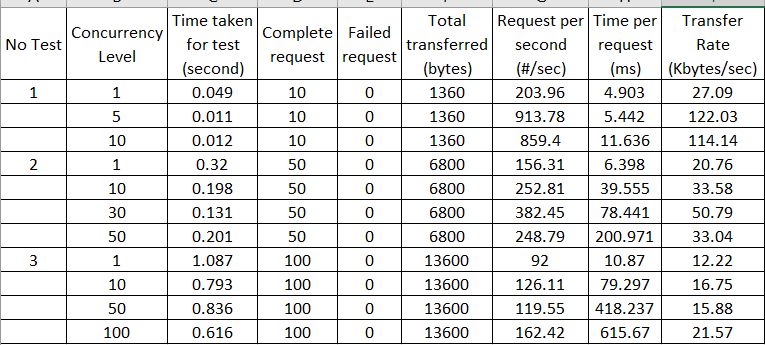 No Test Concurrency Level Time taken for test (second) Complete request Failed request Total transferred (bytes) Request per second (#/sec) Time per request (ms) Transfer Rate (Kbytes/sec)
1 1 0.049 10 0 1360 203.96 4.903 27.09
5 0.011 10 0 1360 913.78 5.442 122.03
10 0.012 10 0 1360 859.4 11.636 114.14
2 1 0.32 50 0 6800 156.31 6.398 20.76
10 0.198 50 0 6800 252.81 39.555 33.58
30 0.131 50 0 6800 382.45 78.441 50.79
50 0.201 50 0 6800 248.79 200.971 33.04
3 1 1.087 100 0 13600 92 10.87 12.22
10 0.793 100 0 13600 126.11 79.297 16.75
50 0.836 100 0 13600 119.55 418.237 15.88
100 0.616 100 0 13600 162.42 615.67 21.57